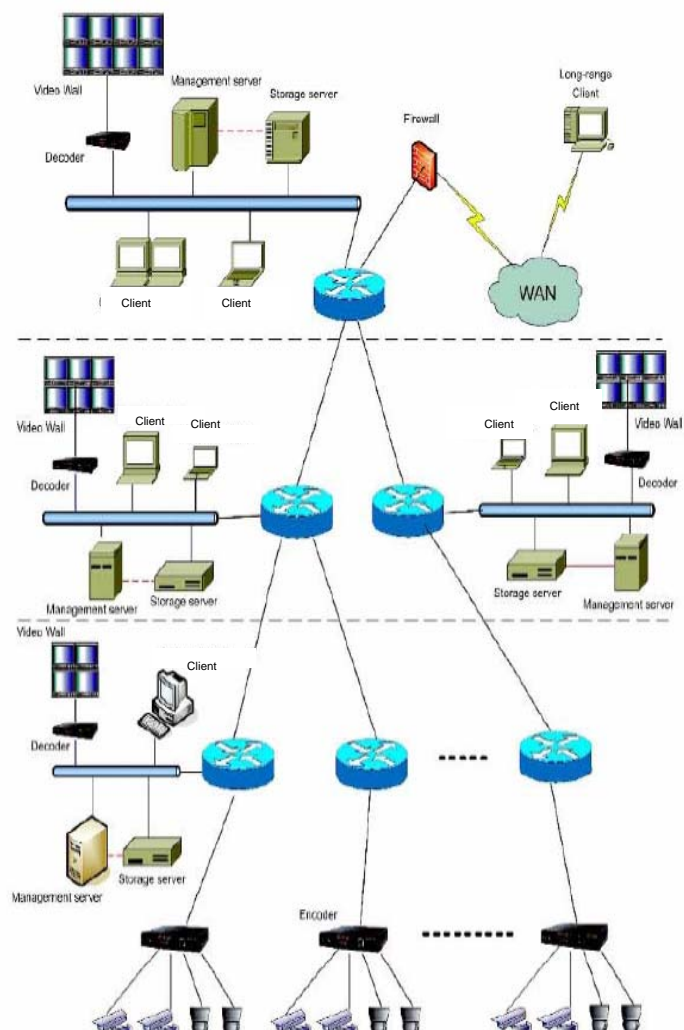 Video Wall
Management server
Storage server
Decoder
Firewall
Long-range
Client
Client
Client
WAN
Video Wall
Client
Client
Decoder
Management server
Storage server
Client
Client
Video Wall
Decoder
Storage server
Management server
Video Wall
Client
Decoder
Storage server
Management server
Encoder